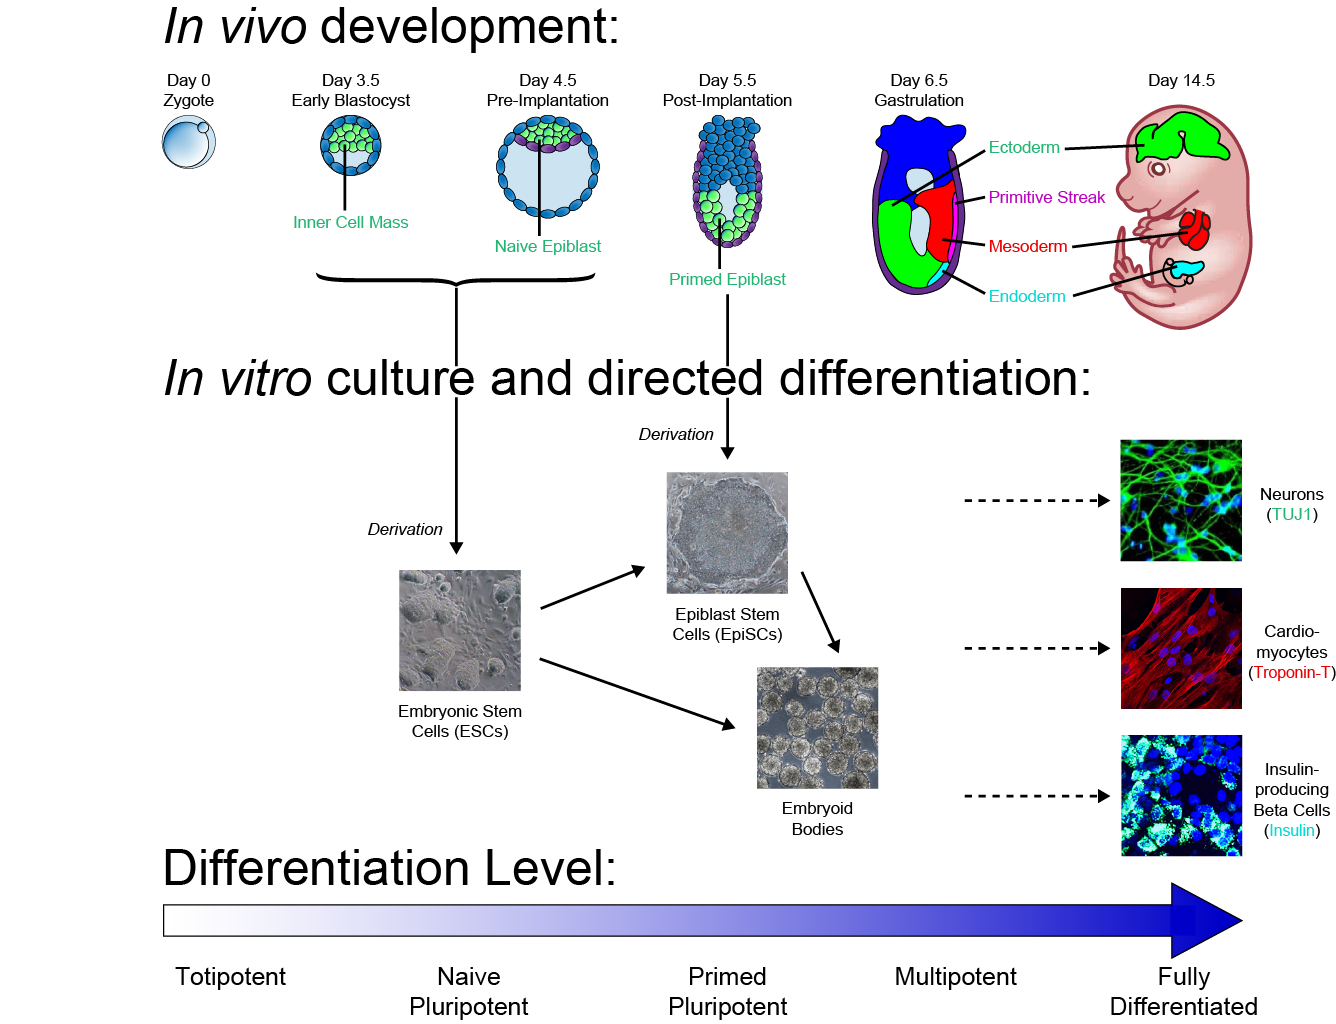 In vivo development:
Day 0
Zygote
Day 3.5
Early Blastocyst
Day 4.5
Pre-Implantation
Day 5.5
Post-Implantation
Day 6.5
Gastrulation
Day 14.5
Inner Cell Mass
Naive Epiblast
Primed Epiblast
Ectoderm
Primitive Streak
Mesoderm
Endoderm
In vitro culture and directed differentiation:
Derivation
Derivation
Embryonic Stem
Cells (ESCs)
Epiblast Stem
Cells (EpiSCs)
Embryoid
Bodies
Neurons
(TUJ1)
Cardio-
myocytes
(Troponin-T)
Insulin-
producing
Beta Cells
(Insulin)
Differentiation Level:
Totipotent
Naive
Pluripotent
Primed
Pluripotent
Multipotent
Fully
Differentiated